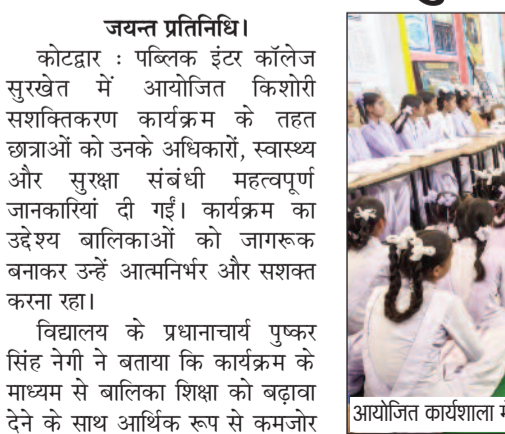 जयन्त प्रतिनिधि।
कोटद्वार : पब्लिक इंटर कॉलेज
सुरखेत में आयोजित किशोरी
सशक्तिकरण कार्यक्रम के तहत
छात्राओं को उनके अधिकारों, स्वास्थ्य
और सुरक्षा संबंधी महत्वपूर्ण
जानकारियां दी गईं। कार्यक्रम का
उद्देश्य बालिकाओं को जागरूक
बनाकर उन्हें आत्मनिर्भर और सशक्त
करना रहा।
विद्यालय के प्रधानाचार्य पुष्कर
सिंह नेगी ने बताया कि कार्यक्रम के
माध्यम से बालिका शिक्षा को बढ़ावा
देने के साथ आर्थिक रूप से कमजोर
आयोजित कार्यशाला